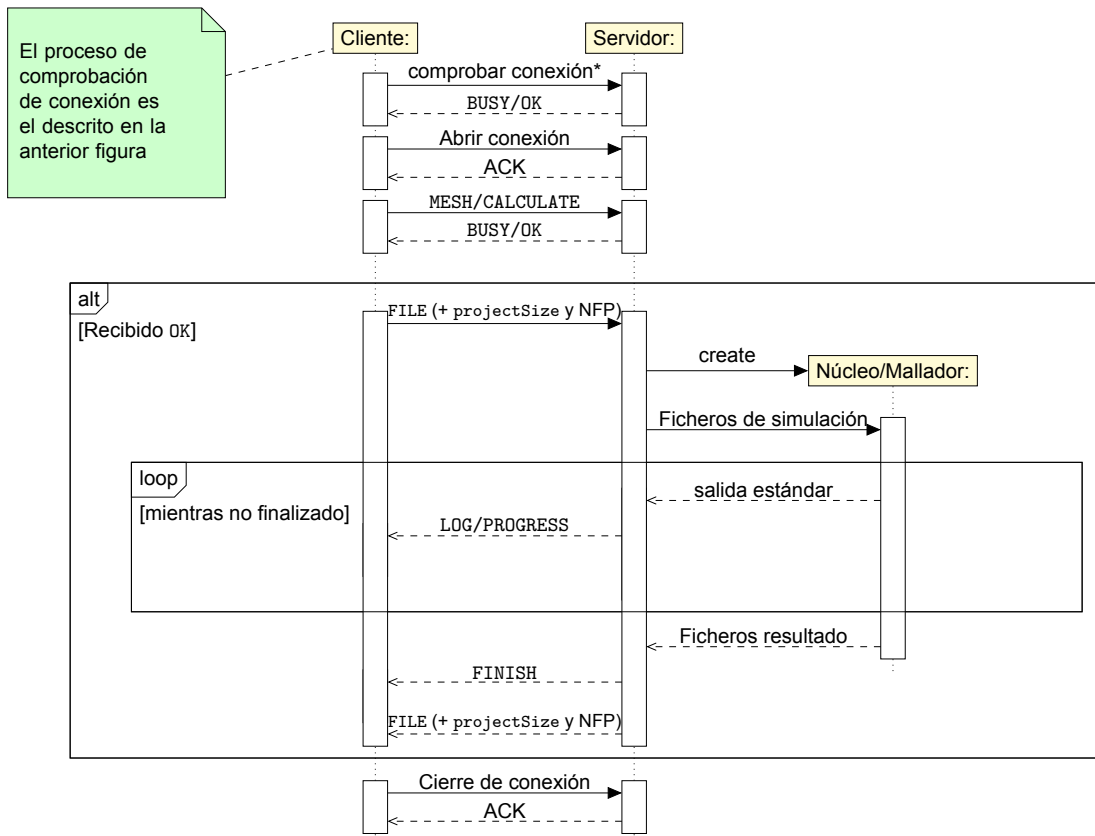 El proceso de
comprobación
de conexión es
el descrito en la
anterior figura
Cliente:
Servidor:
comprobar conexión*
BUSY/OK
Abrir conexión
ACK
MESH/CALCULATE
BUSY/OK
alt
[Recibido OK]
FILE (+ projectSize y NFP)
create
Núcleo/Mallador:
Ficheros de simulación
loop
[mientras no finalizado]
salida estándar
LOG/PROGRESS
Ficheros resultado
FINISH
FILE (+ projectSize y NFP)
Cierre de conexión
ACK